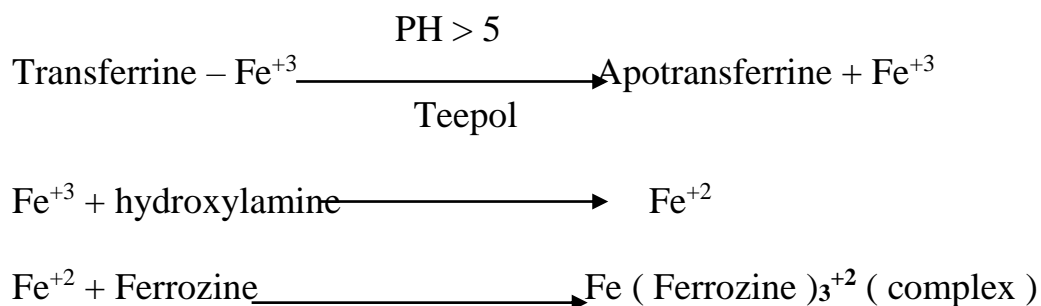 PH > 5
Transferrine – Fe⁺³ Apotransferrine + Fe⁺³
Teepol
Fe⁺³ + hydroxylamine Fe⁺²
Fe⁺² + Ferrozine Fe ( Ferrozine )₃⁺² ( complex )